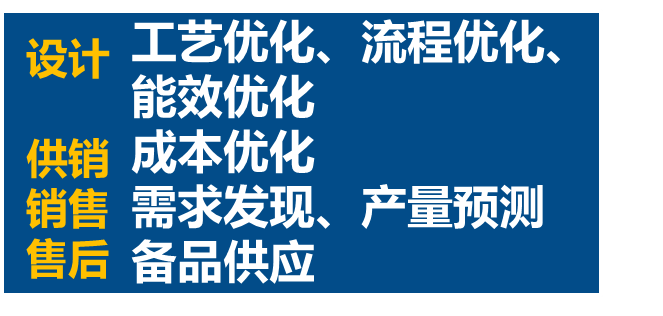 设计 工艺优化、流程优化、
能效优化
供销 成本优化
销售 需求发现、产量预测
售后 备品供应